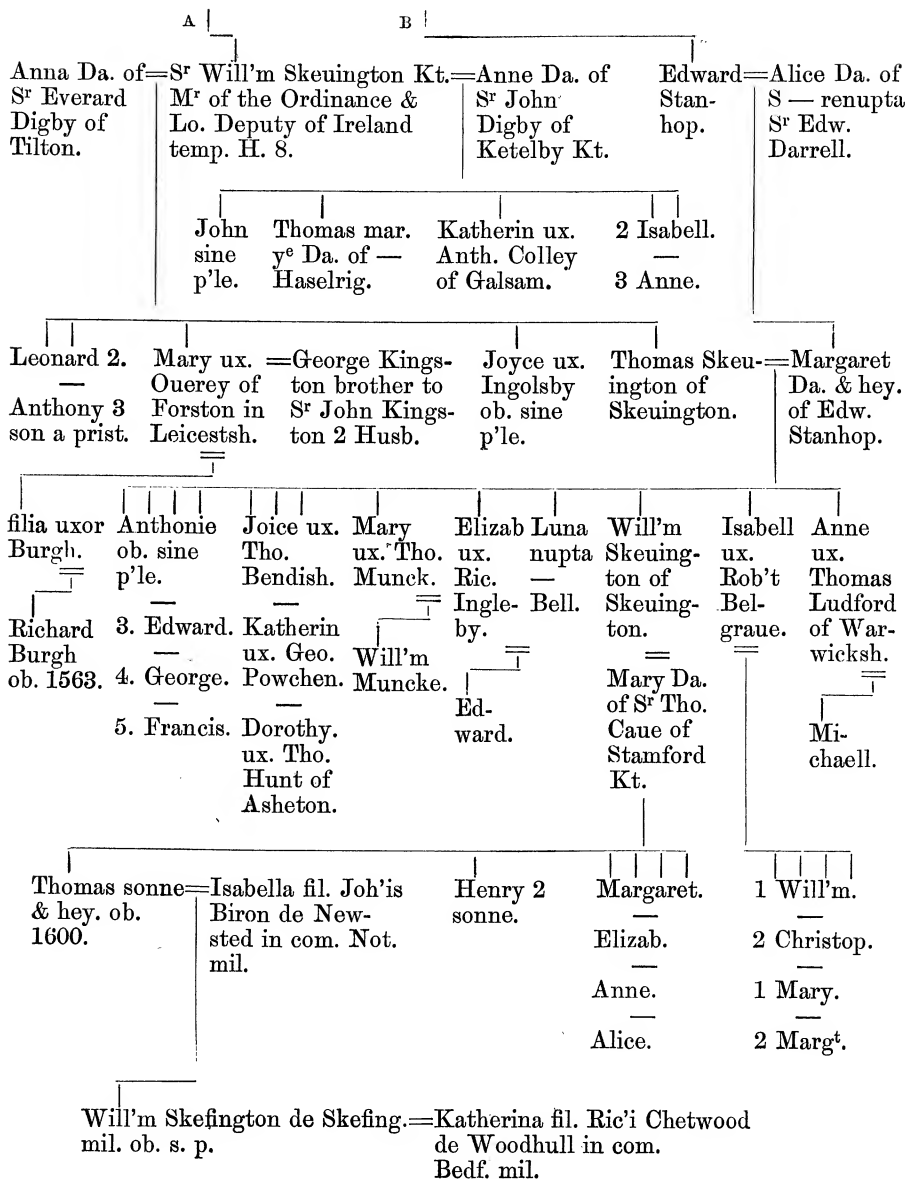 A B
Anna Da. of
Sr Everard
Digby of
Tilton.
=Sr Will'm Skeuington Kt.=
Mr of the Ordinance &
Lo. Deputy of Ireland
temp. H. 8.
Anne Da. of
Sr John
Digby of
Ketelby Kt.
Edward=
Stan-
hop.
Alice Da. of
S — renupta
Sr Edw.
Darrell.
John
sine
p'le.
Thomas mar.
ye Da. of —
Haselrig.
Katherin ux.
Anth. Colley
of Galsam.
2 Isabell.
—
3 Anne.
Leonard 2.
—
Anthony 3
son a prist.
Mary ux.
Ouerey of
Forston in
Leicestsh.
=George Kings-
ton brother to
Sr John Kings-
ton 2 Husb.
Joyce ux.
Ingolsby
ob. sine
p'le.
Thomas Skeu-=
ington of
Skeuington.
Margaret
Da. & hey.
of Edw.
Stanhop.
filia uxor
Burgh.
=
Richard
Burgh
ob. 1563.
Anthonie
ob. sine
p'le.
—
3. Edward.
—
4. George.
—
5. Francis.
Joice ux.
Tho.
Bendish.
—
Katherin
ux. Geo.
Powchen.
—
Dorothy.
ux. Tho.
Hunt of
Asheton.
Mary
ux. Tho.
Munck.
=
Will'm
Muncke.
Elizab
ux.
Ric.
Ingle-
by.
=
Ed-
ward.
Luna
nupta
—
Bell.
Will'm
Skeuing-
ton of
Skeuing-
ton.
=
Mary Da.
of Sr Tho.
Caue of
Stamford
Kt.
Isabell
ux.
Rob't
Bel-
graue.
=
Anne
ux.
Thomas
Ludford
of War-
wicksh.
=
Mi-
chaell.
Thomas sonne=
& hey. ob.
1600.
Isabella fil. Joh'is
Biron de New-
sted in com. Not.
mil.
Henry 2
sonne.
Margaret.
—
Elizab.
—
Anne.
—
Alice.
1 Will'm.
—
2 Christop.
—
1 Mary.
—
2 Margt.
Will'm Skefington de Skefing.=
mil. ob. s. p.
Katherina fil. Ric'i Chetwood
de Woodhull in com.
Bedf. mil.